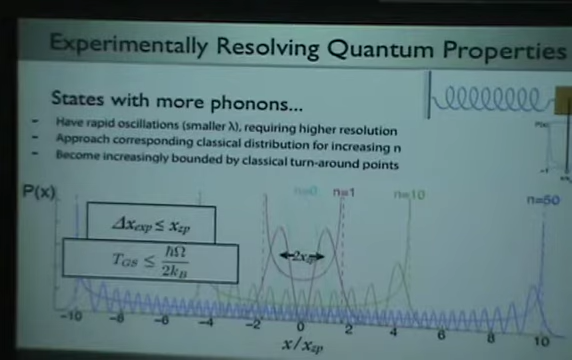 Experimentally Resolving Quantum Properties
States with more phonons...
- Have rapid oscillations (smaller λ), requiring higher resolution
- Approach corresponding classical distribution for increasing n
- Become increasingly bounded by classical turn-around points
P(x)
n=0 n=1 n=10 n=50
Δx_exp ≤ x_zp
T_GS ≤ ħΩ / 2k_B
2x_zp
-10 -8 -6 -4 -2 0 2 4 6 8 10
x/x_zp